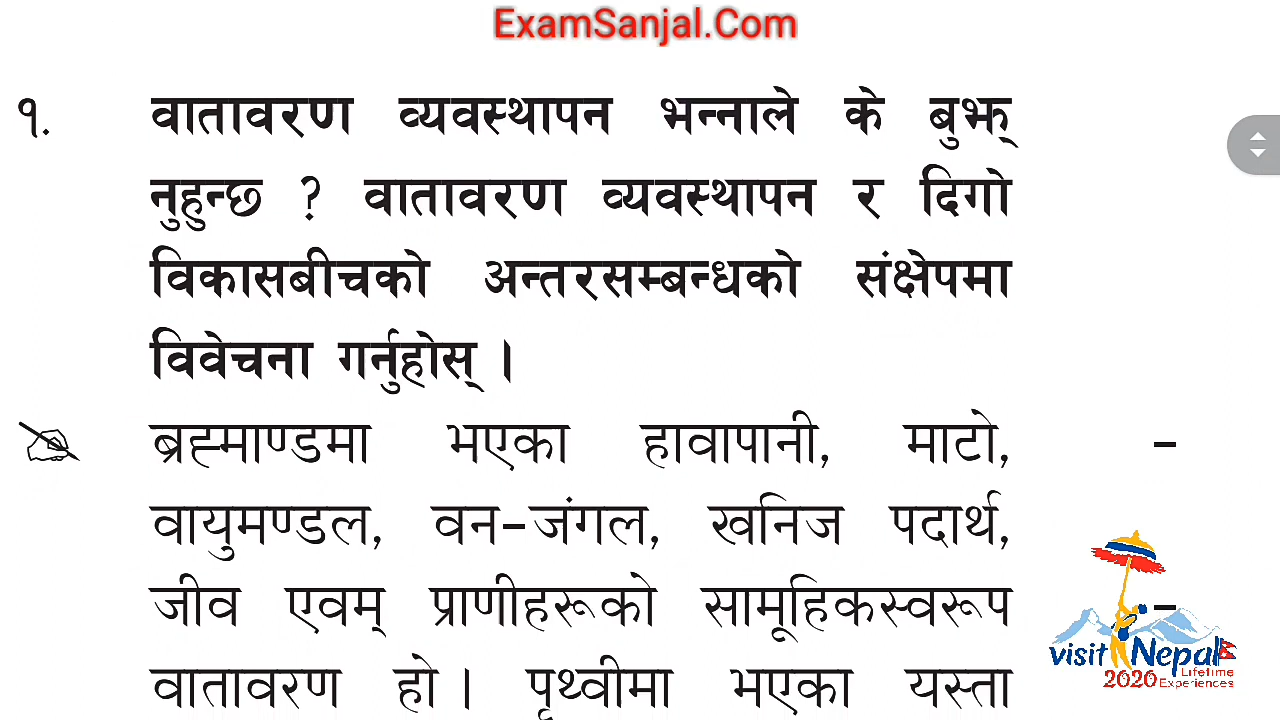 ExamSanjal.Com
१. वातावरण व्यवस्थापन भन्नाले के बुझ्
नुहुन्छ ? वातावरण व्यवस्थापन र दिगो
विकासबीचको अन्तरसम्बन्धको संक्षेपमा
विवेचना गर्नुहोस् ।
ब्रह्माण्डमा भएका हावापानी, माटो, –
वायुमण्डल, वन–जंगल, खनिज पदार्थ,
जीव एवम् प्राणीहरूको सामूहिकस्वरूप –
वातावरण हो । पृथ्वीमा भएका यस्ता
visit Nepal
2020 Lifetime Experiences